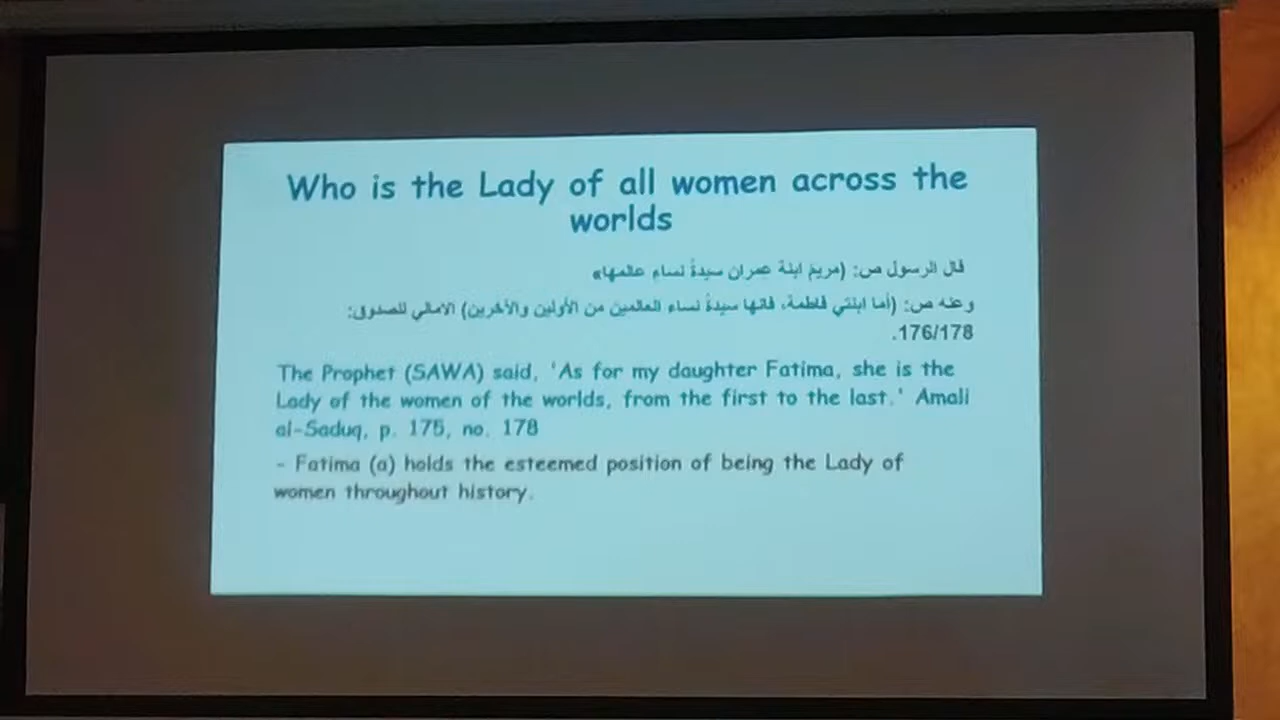 Who is the Lady of all women across the
worlds
قال الرسول ص: (مريمَ ابنة عمران سيدةُ نساءِ عالمها»
وعنه ص: (أما ابنتي فاطمة، فانها سيدةُ نساء العالمين من الأولين والآخرين) الامالي للصدوق:
176/178.
The Prophet (SAWA) said, 'As for my daughter Fatima, she is the
Lady of the women of the worlds, from the first to the last.' Amali
al-Saduq, p. 175, no. 178
- Fatima (a) holds the esteemed position of being the Lady of
women throughout history.